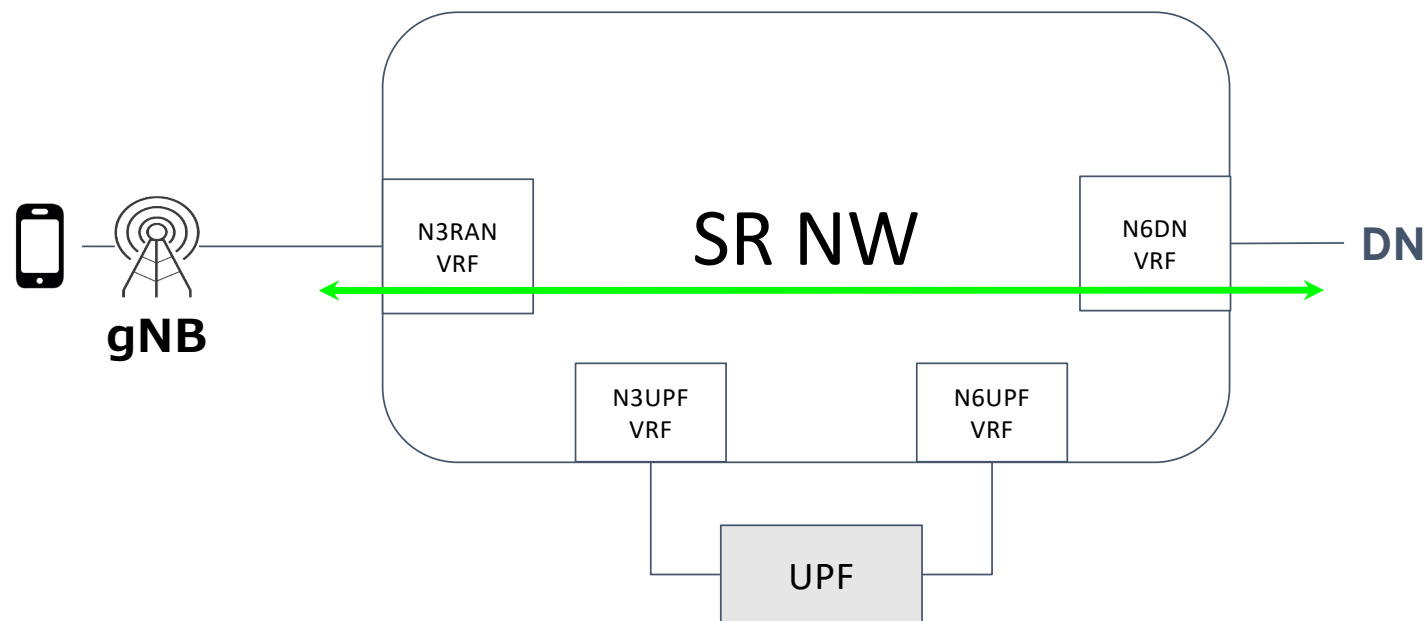 N3RAN
VRF
SR NW
N6DN
VRF
DN
gNB
N3UPF
VRF
N6UPF
VRF
UPF